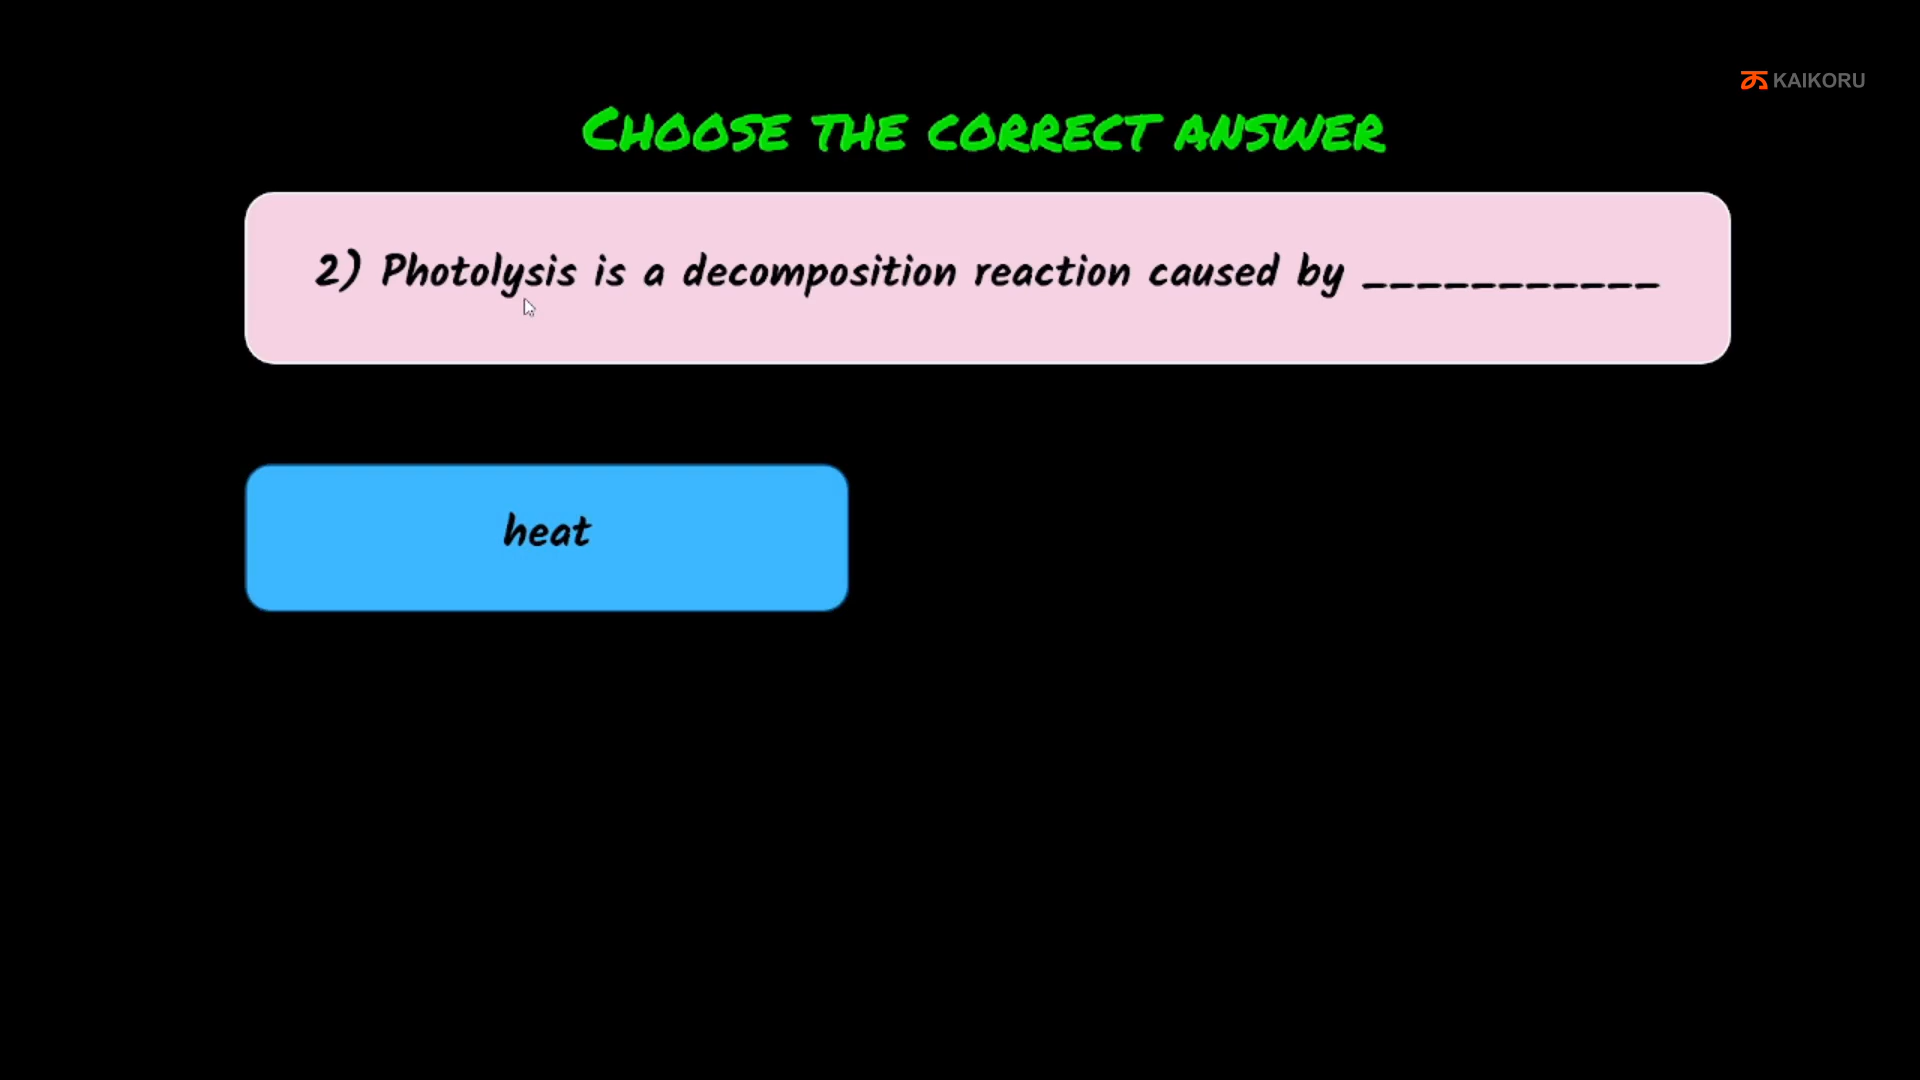 KAIKORU
CHOOSE THE CORRECT ANSWER
2) Photolysis is a decomposition reaction caused by ___________
heat